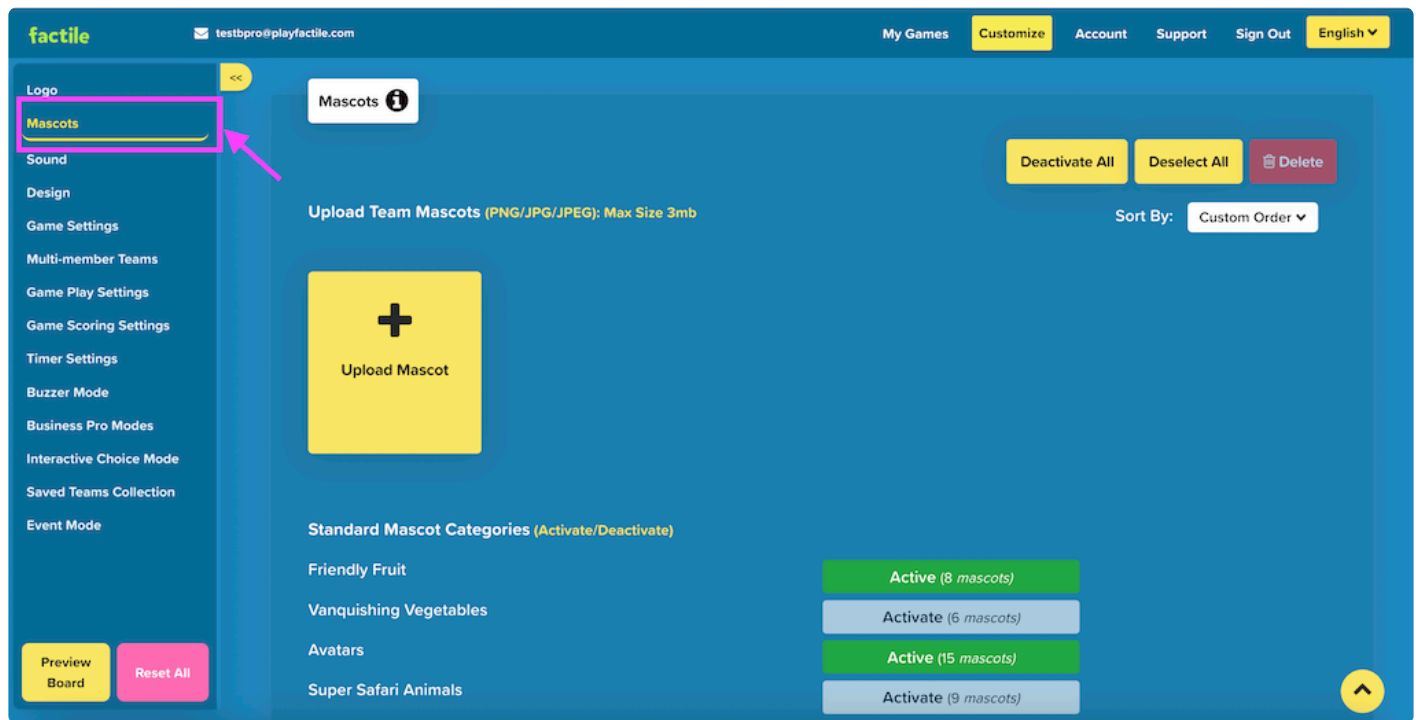 factile
testbpro@playfactile.com
My Games
Customize
Account
Support
Sign Out
English
<<
Logo
Mascots
Sound
Design
Game Settings
Multi-member Teams
Game Play Settings
Game Scoring Settings
Timer Settings
Buzzer Mode
Business Pro Modes
Interactive Choice Mode
Saved Teams Collection
Event Mode
Preview
Board
Reset All
Mascots
Deactivate All
Deselect All
Delete
Upload Team Mascots (PNG/JPG/JPEG): Max Size 3mb
Sort By: Custom Order
Upload Mascot
Standard Mascot Categories (Activate/Deactivate)
Friendly Fruit
Active (8 mascots)
Vanquishing Vegetables
Activate (6 mascots)
Avatars
Active (15 mascots)
Super Safari Animals
Activate (9 mascots)